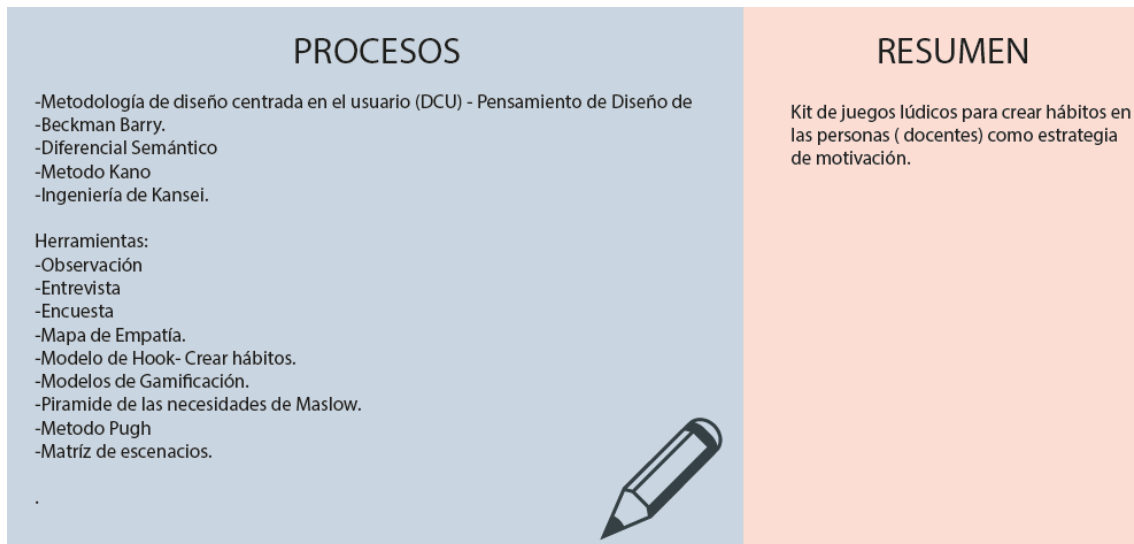 PROCESOS
-Metodología de diseño centrada en el usuario (DCU) - Pensamiento de Diseño de
-Beckman Barry.
-Diferencial Semántico
-Metodo Kano
-Ingeniería de Kansei.
Herramientas:
-Observación
-Entrevista
-Encuesta
-Mapa de Empatía.
-Modelo de Hook- Crear hábitos.
-Modelos de Gamificación.
-Piramide de las necesidades de Maslow.
-Metodo Pugh
-Matríz de escenacios.
.
RESUMEN
Kit de juegos lúdicos para crear hábitos en
las personas ( docentes) como estrategia
de motivación.